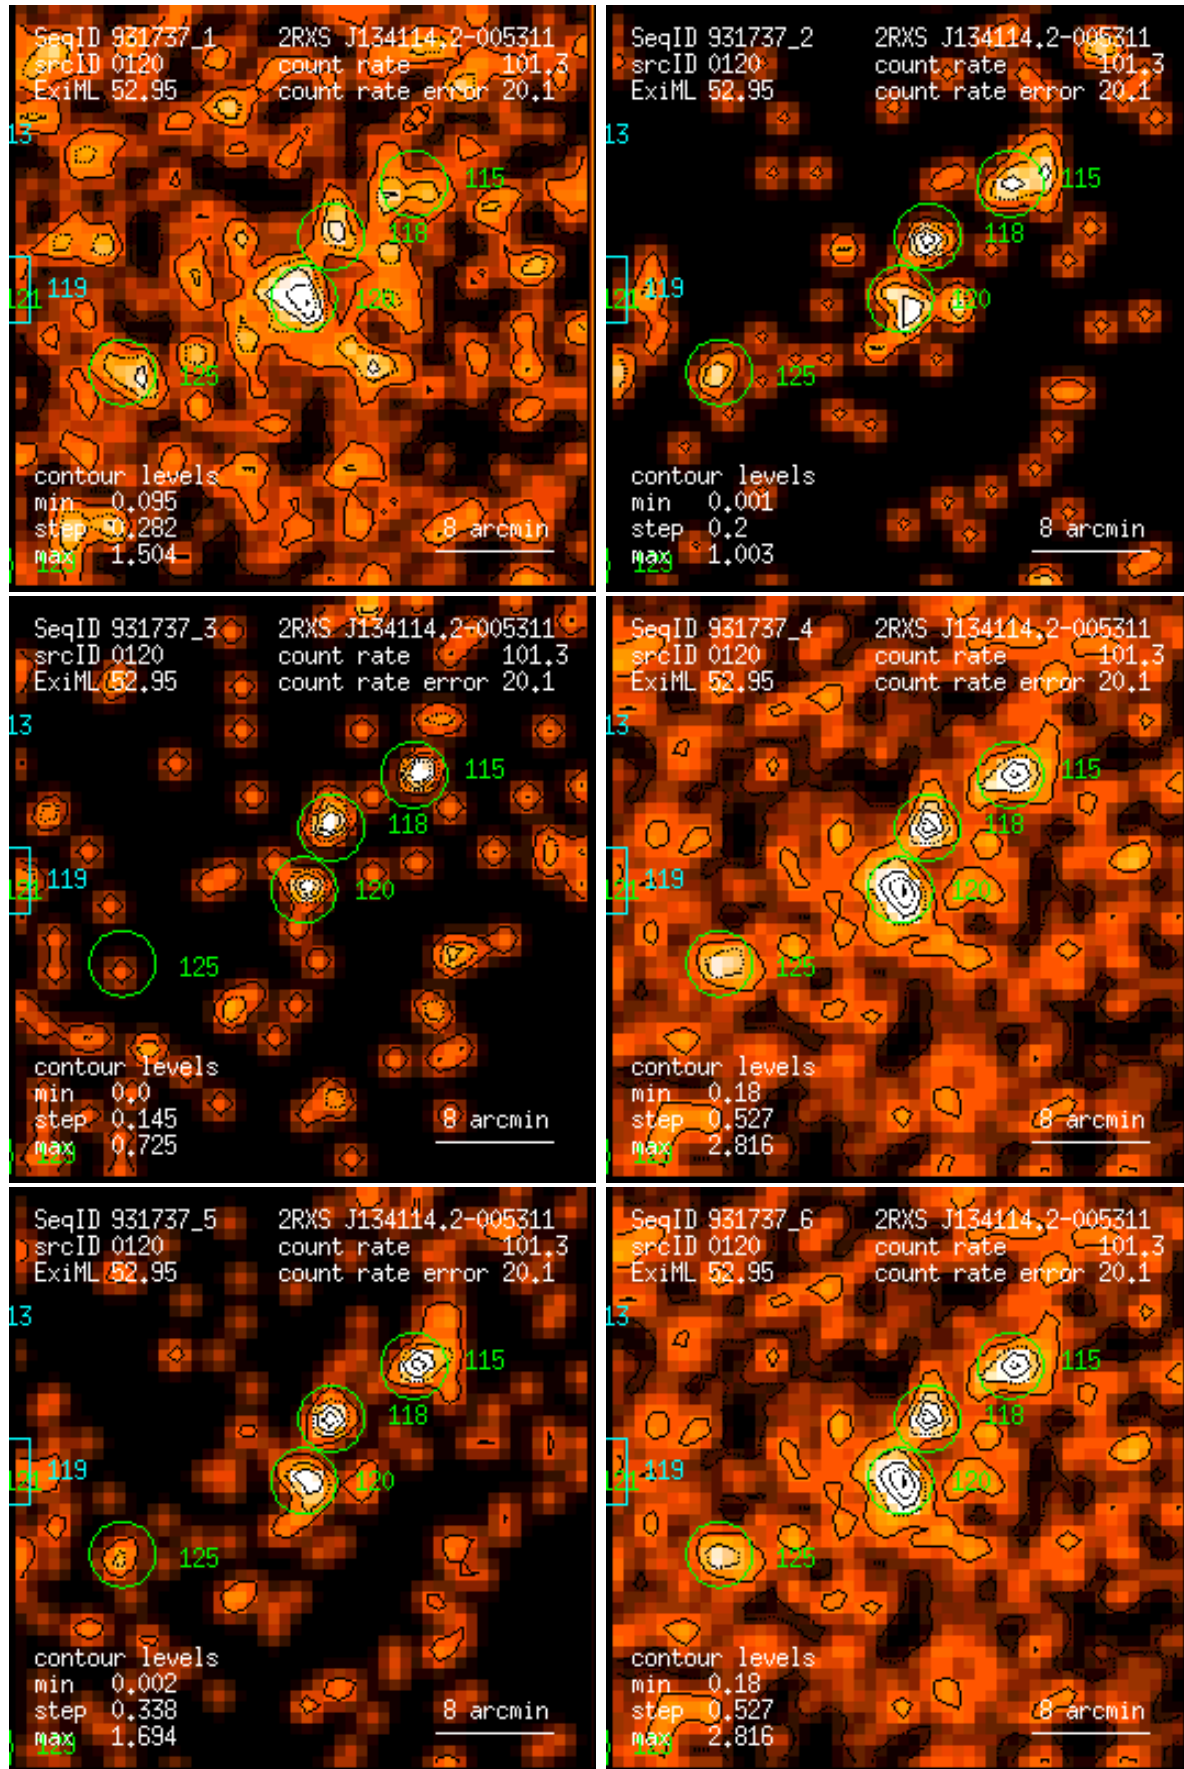 SeqID 931737_1 2RXS J134114.2-005311
srcID 0120 count rate 101.3
ExiML 52.95 count rate error 20.1
13
115
118
119
121
120
125
contour levels
min 0.095
step 0.282
max 1.504
8 arcmin
129
SeqID 931737_2 2RXS J134114.2-005311
srcID 0120 count rate 101.3
ExiML 52.95 count rate error 20.1
13
115
118
119
121
120
125
contour levels
min 0.001
step 0.2
max 1.003
8 arcmin
129
SeqID 931737_3 2RXS J134114.2-005311
srcID 0120 count rate 101.3
ExiML 52.95 count rate error 20.1
13
115
118
119
121
120
125
contour levels
min 0.0
step 0.145
max 0.725
8 arcmin
129
SeqID 931737_4 2RXS J134114.2-005311
srcID 0120 count rate 101.3
ExiML 52.95 count rate error 20.1
13
115
118
119
121
120
125
contour levels
min 0.18
step 0.527
max 2.816
8 arcmin
129
SeqID 931737_5 2RXS J134114.2-005311
srcID 0120 count rate 101.3
ExiML 52.95 count rate error 20.1
13
115
118
119
121
120
125
contour levels
min 0.002
step 0.338
max 1.694
8 arcmin
129
SeqID 931737_6 2RXS J134114.2-005311
srcID 0120 count rate 101.3
ExiML 52.95 count rate error 20.1
13
115
118
119
121
120
125
contour levels
min 0.18
step 0.527
max 2.816
8 arcmin
129